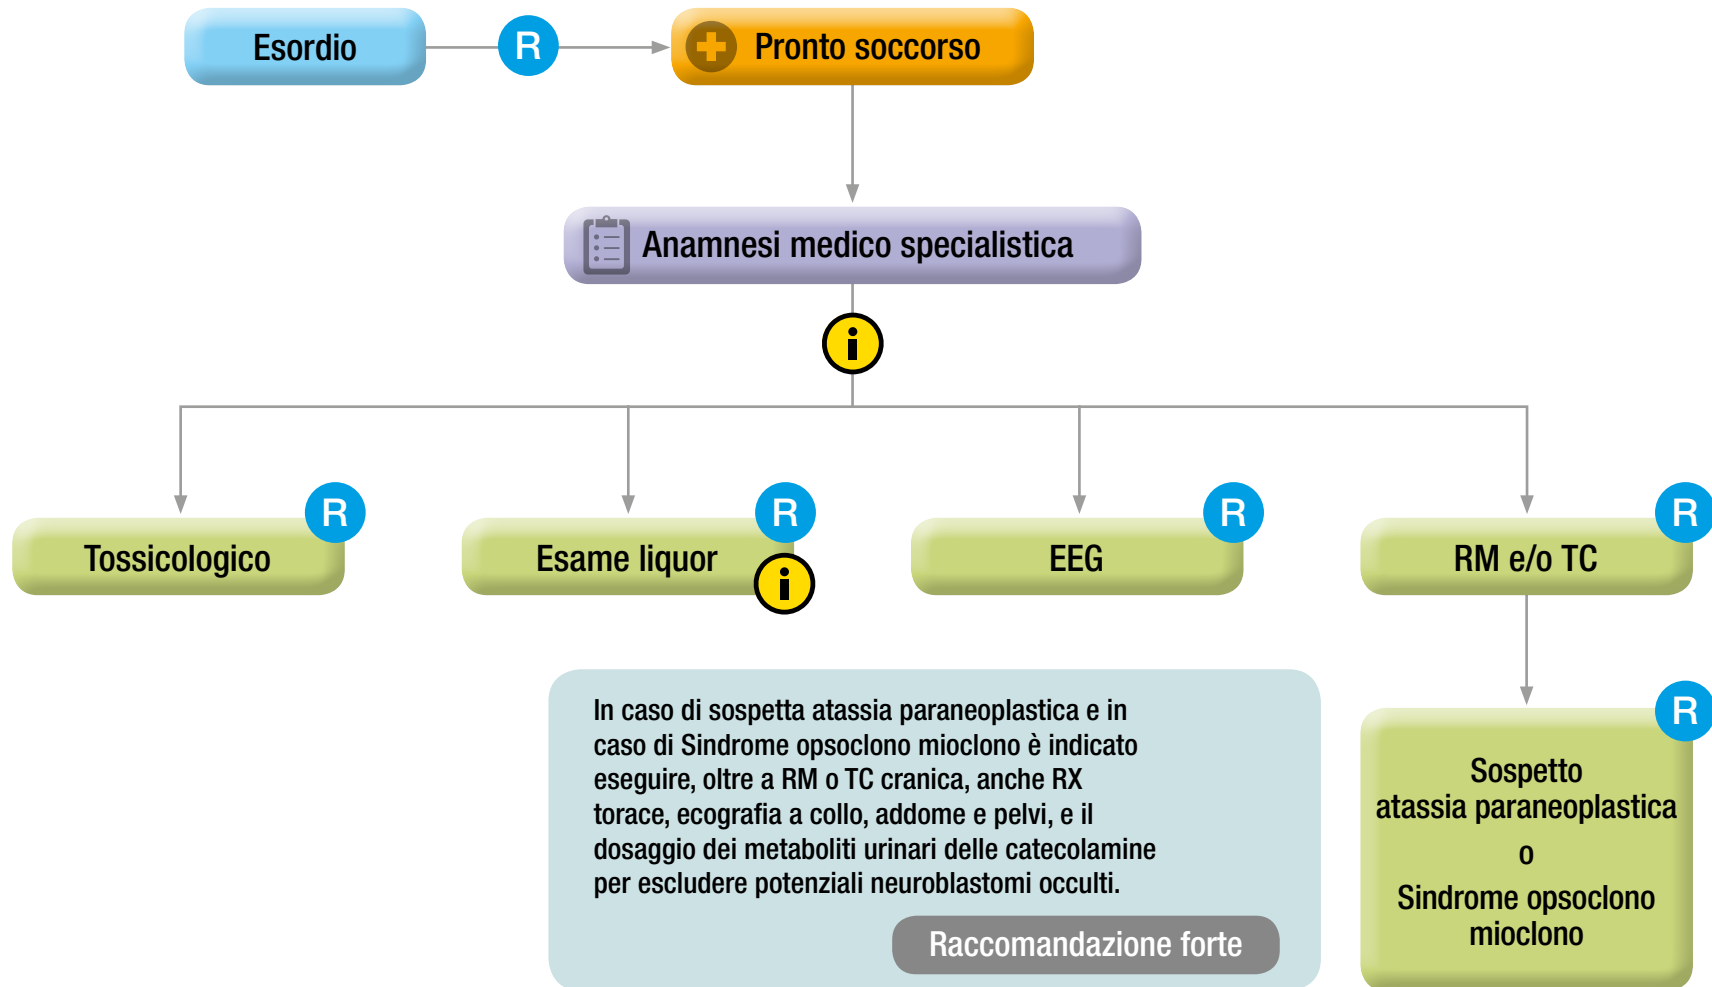 Esordio
R
Pronto soccorso
Anamnesi medico specialistica
i
R
Tossicologico
R
Esame liquor
i
R
EEG
R
RM e/o TC
In caso di sospetta atassia paraneoplastica e in
caso di Sindrome opsoclono mioclono è indicato
eseguire, oltre a RM o TC cranica, anche RX
torace, ecografia a collo, addome e pelvi, e il
dosaggio dei metaboliti urinari delle catecolamine
per escludere potenziali neuroblastomi occulti.
Raccomandazione forte
R
Sospetto
atassia paraneoplastica
o
Sindrome opsoclono
mioclono